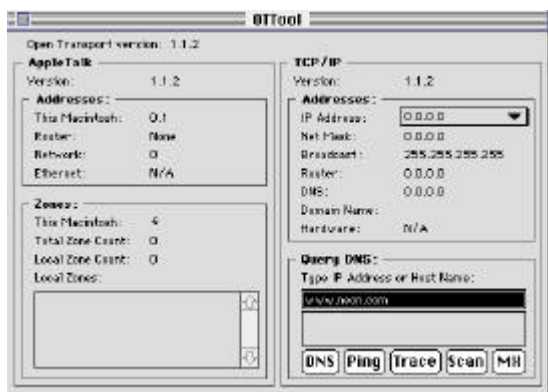 OTTool
Open Transport version: 1.1.2
AppleTalk
Version: 1.1.2
Addresses:
This Macintosh: 0.1
Router: None
Network: 0
Ethernet: N/A
Zones:
This Macintosh: *
Total Zone Count: 0
Local Zone Count: 0
Local Zones:
TCP/IP
Version: 1.1.2
Addresses:
IP Address: 0.0.0.0
Net Mask: 0.0.0.0
Broadcast: 255.255.255.255
Router: 0.0.0.0
DNS: 0.0.0.0
Domain Name:
Hardware: N/A
Query DNS:
Type IP Address or Host Name:
www.neon.com
DNS Ping Trace Scan MX